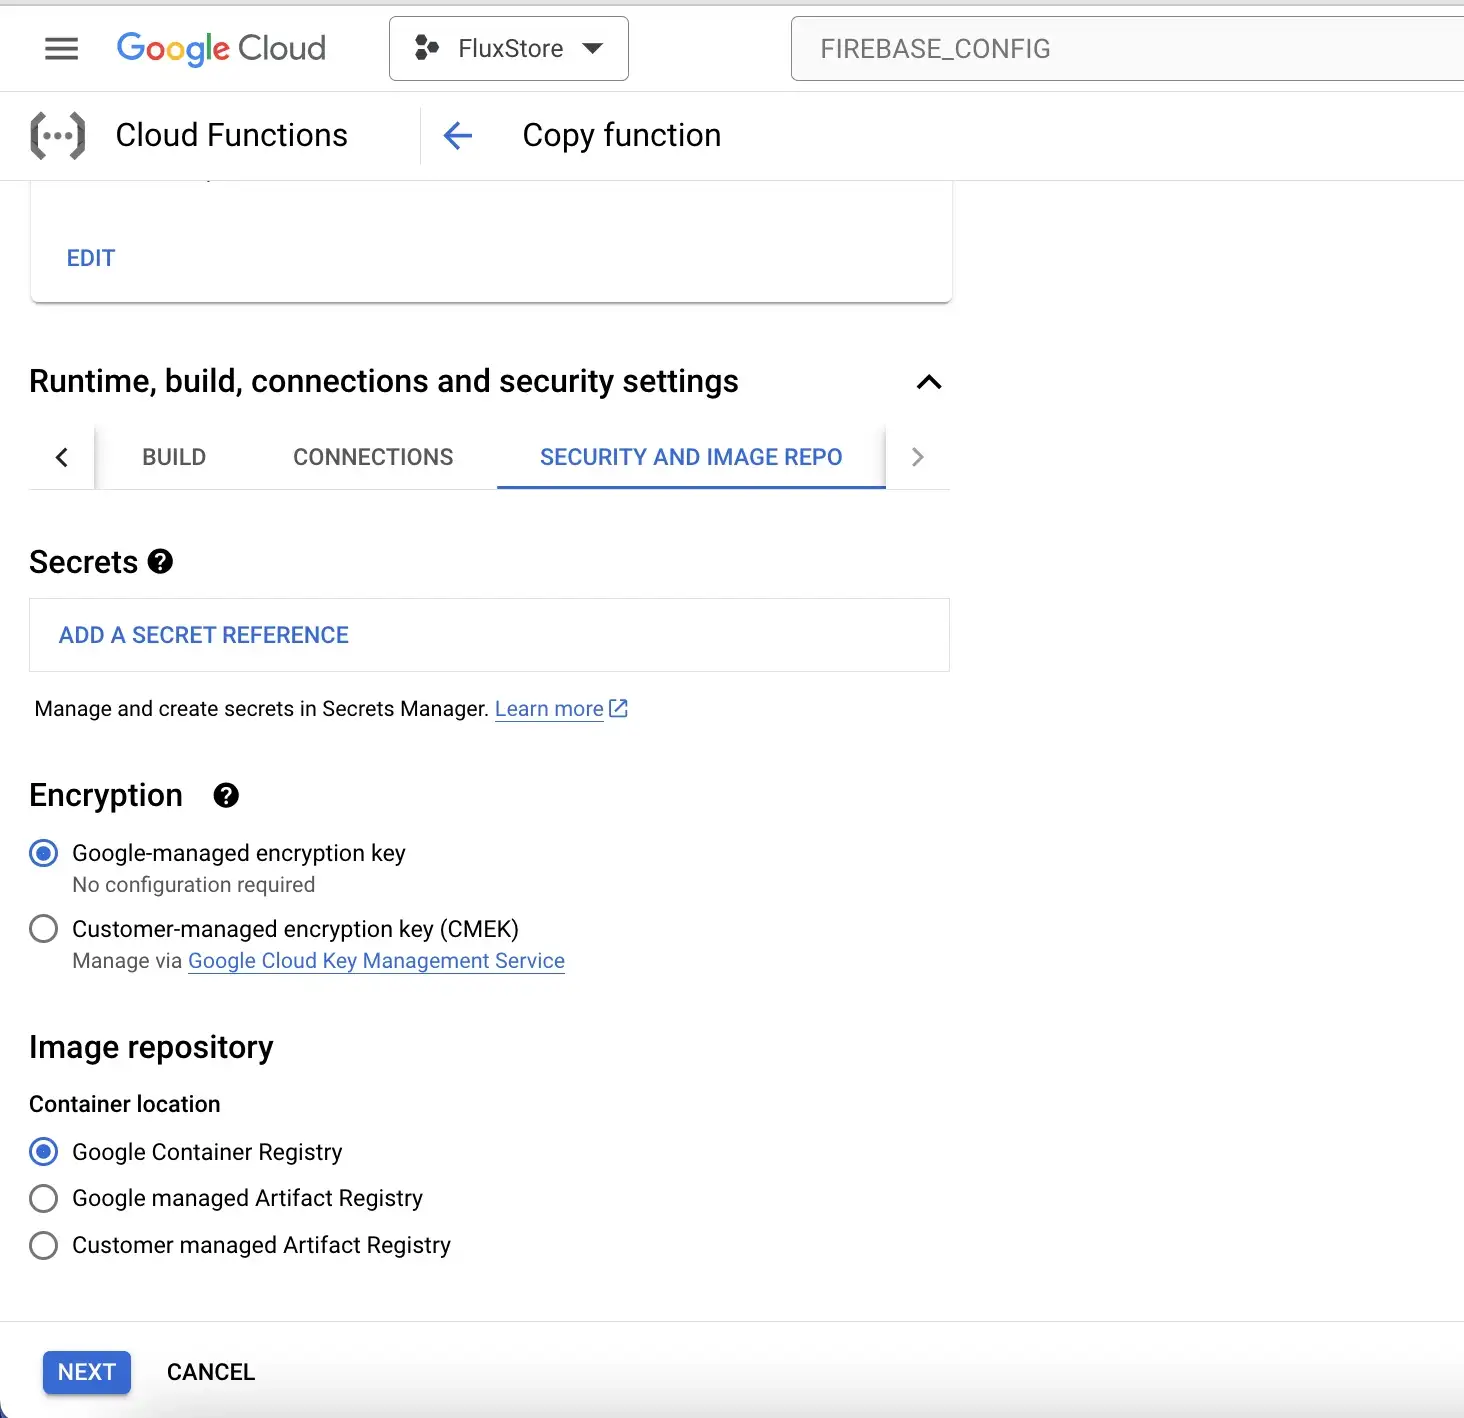 Google Cloud
FluxStore
FIREBASE_CONFIG
Cloud Functions
Copy function
EDIT
Runtime, build, connections and security settings
BUILD
CONNECTIONS
SECURITY AND IMAGE REPO
Secrets
ADD A SECRET REFERENCE
Manage and create secrets in Secrets Manager. Learn more
Encryption
Google-managed encryption key
No configuration required
Customer-managed encryption key (CMEK)
Manage via Google Cloud Key Management Service
Image repository
Container location
Google Container Registry
Google managed Artifact Registry
Customer managed Artifact Registry
NEXT
CANCEL